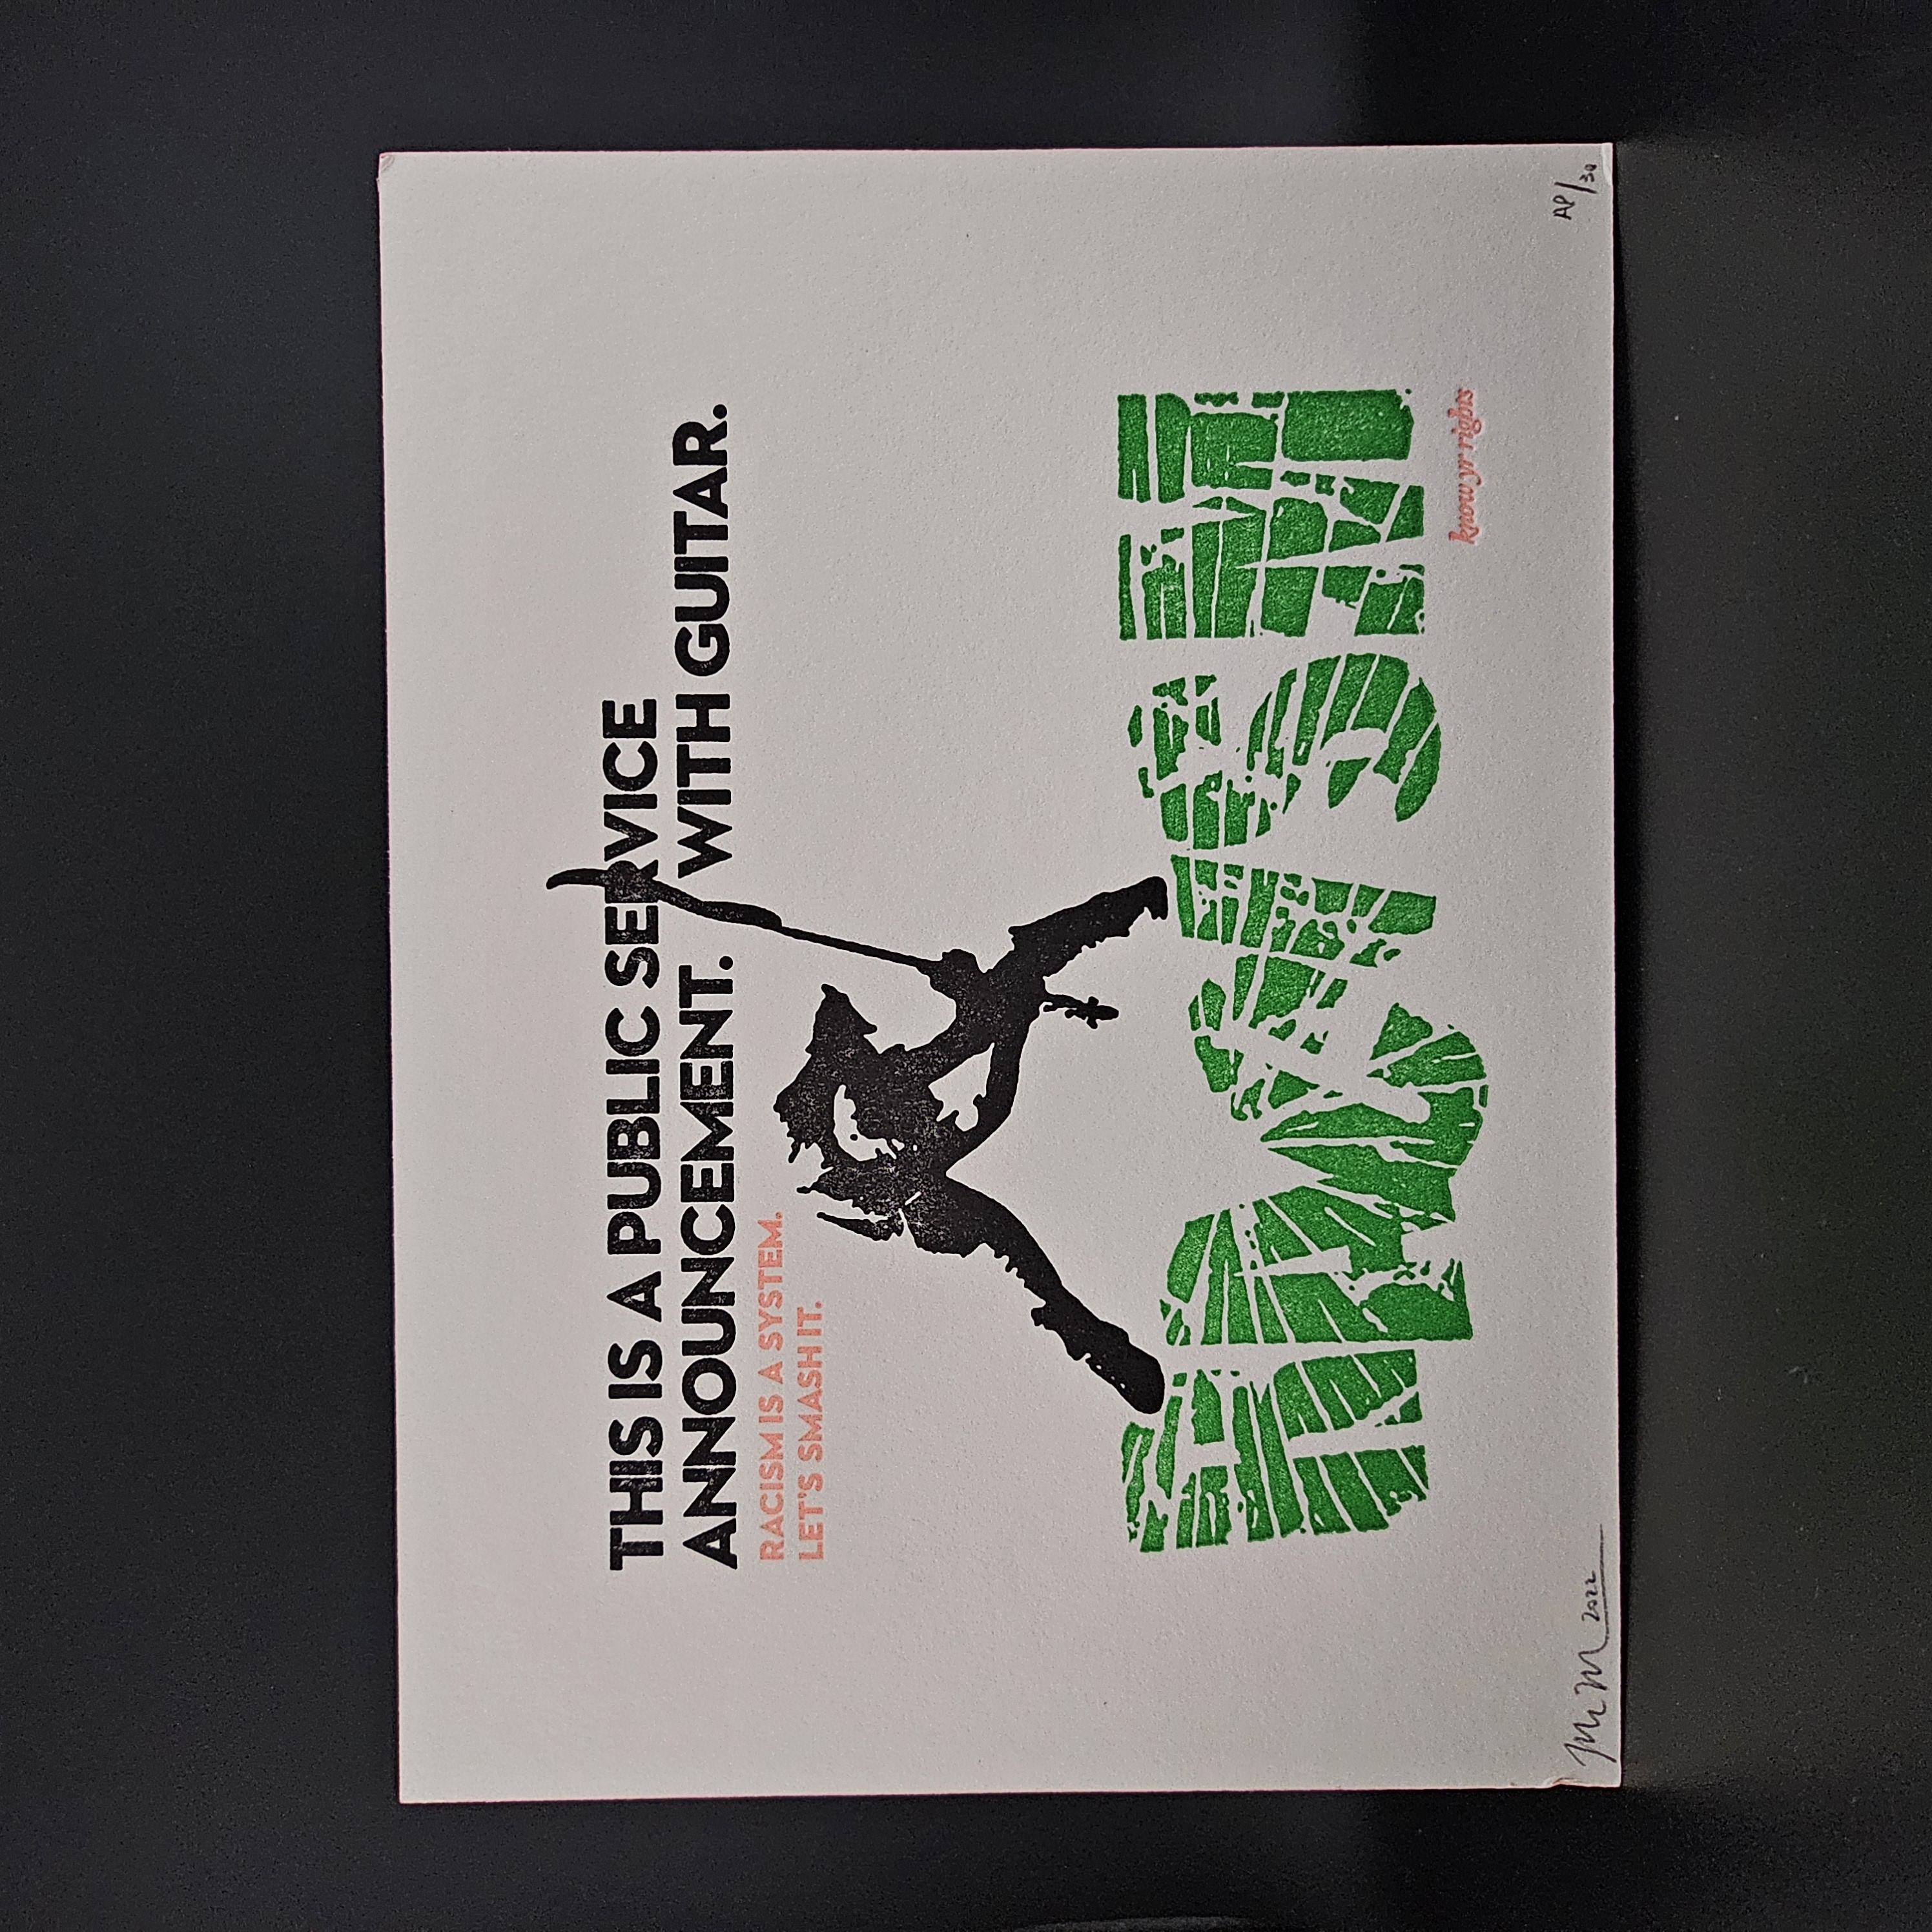 THIS IS A PUBLIC SERVICE
ANNOUNCEMENT. WITH GUITAR.
RACISM IS A SYSTEM.
LET'S SMASH IT.
SMASH
know yr rights
2022
AP/30